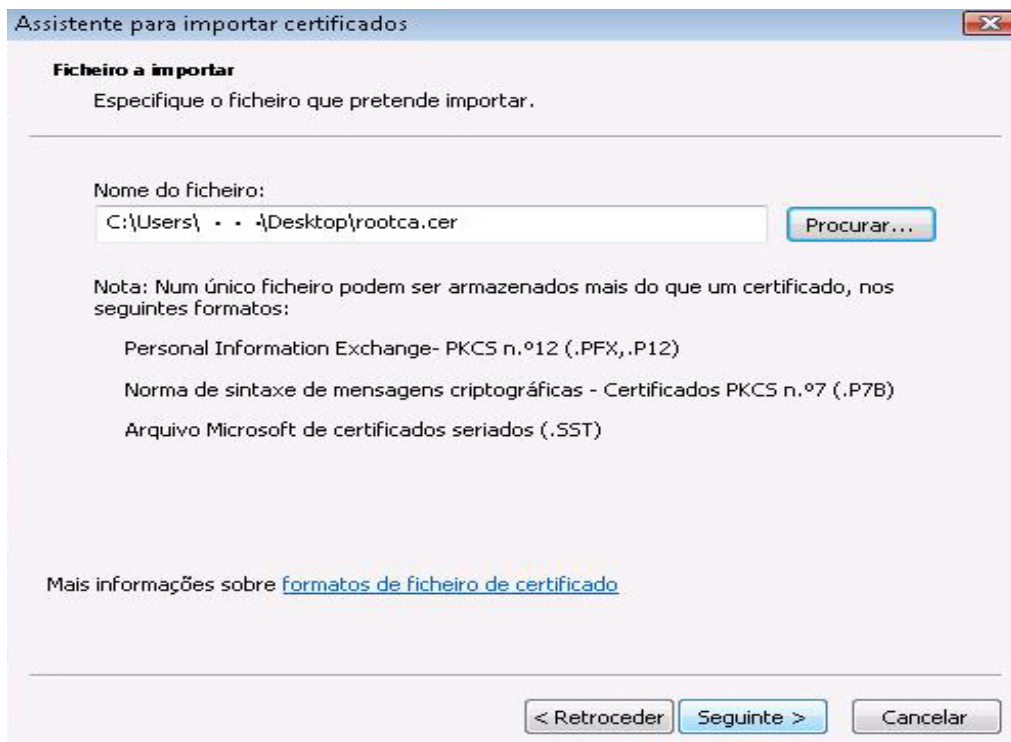 Assistente para importar certificados
Ficheiro a importar
Especifique o ficheiro que pretende importar.
Nome do ficheiro:
C:\Users\ - - -\Desktop\rootca.cer
Procurar...
Nota: Num único ficheiro podem ser armazenados mais do que um certificado, nos
seguintes formatos:
Personal Information Exchange- PKCS n.º12 (.PFX,.P12)
Norma de sintaxe de mensagens criptográficas - Certificados PKCS n.º7 (.P7B)
Arquivo Microsoft de certificados seriados (.SST)
Mais informações sobre formatos de ficheiro de certificado
< Retroceder Seguinte > Cancelar